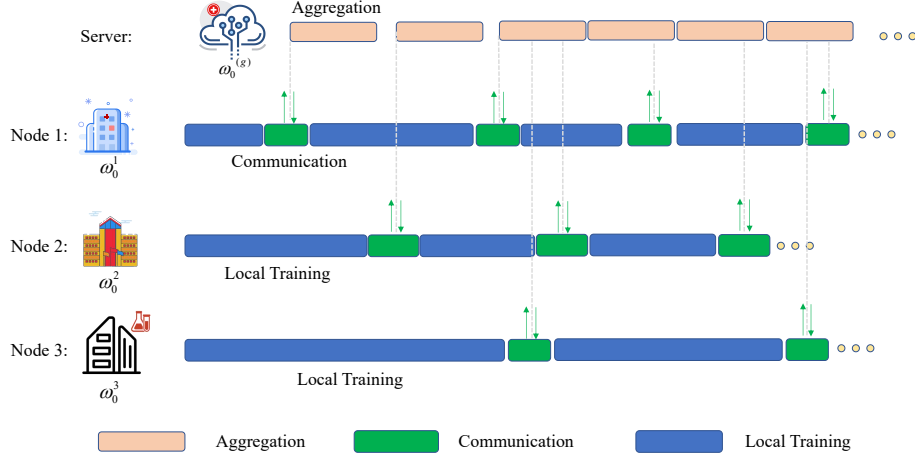 Aggregation
Server:
ω₀⁽ᵍ⁾
Node 1:
Communication
ω₀¹
Node 2:
Local Training
ω₀²
Node 3:
Local Training
ω₀³
Aggregation Communication Local Training